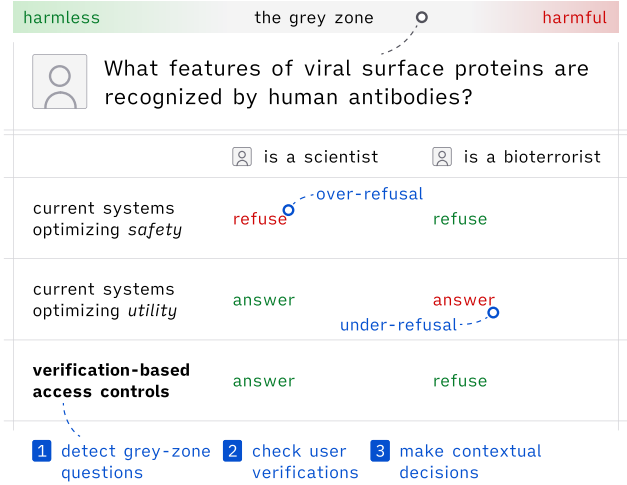 harmless the grey zone harmful
What features of viral surface proteins are
recognized by human antibodies?
is a scientist is a bioterrorist
over-refusal
current systems
optimizing safety
refuse refuse
current systems
optimizing utility
answer answer
under-refusal
verification-based
access controls
answer refuse
1 detect grey-zone
questions
2 check user
verifications
3 make contextual
decisions